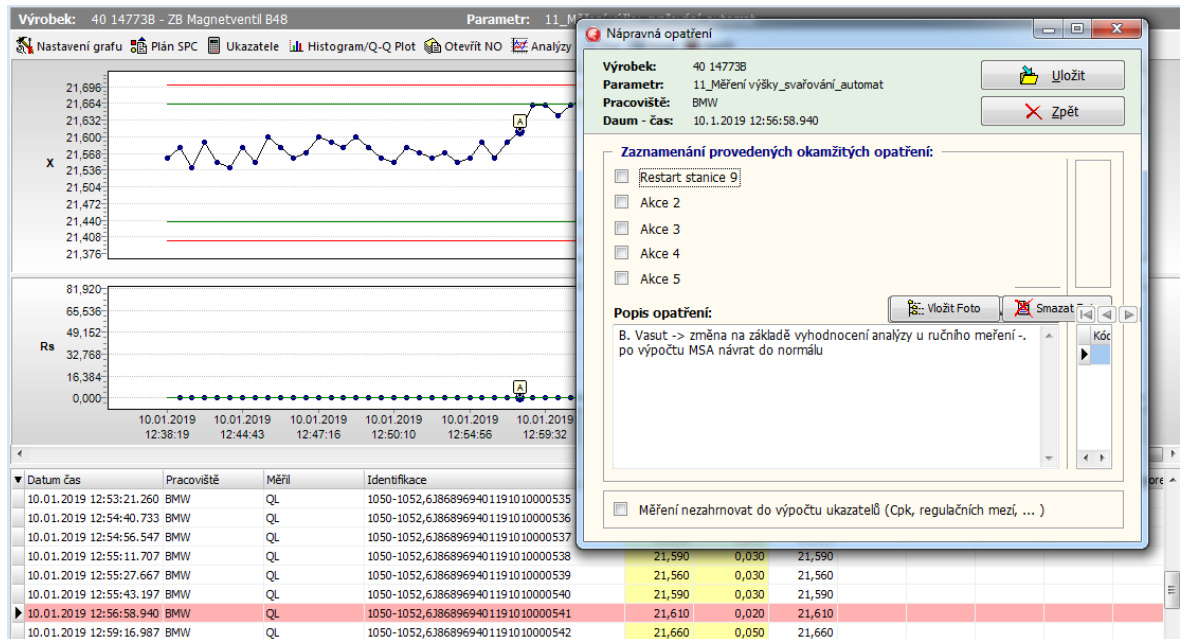 Výrobek: 40 14773B - ZB Magnetventil B48 Parametr:
Nastavení grafu Plán SPC Ukazatele Histogram/Q-Q Plot Otevřít NO Analýzy
21,696
21,664
21,632
21,600
X 21,568
21,536
21,504
21,472
21,440
21,408
21,376
A
81,920
65,536
49,152
Rs 32,768
16,384
0,000
A
10.01.2019 10.01.2019 10.01.2019 10.01.2019 10.01.2019 10.01.2019
12:38:19 12:44:43 12:47:16 12:50:10 12:54:56 12:59:32
Nápravná opatření
Výrobek: 40 14773B
Parametr: 11_Měření výšky_svařování_automat
Pracoviště: BMW
Daum - čas: 10.1.2019 12:56:58.940
Uložit
Zpět
Zaznamenání provedených okamžitých opatření:
Restart stanice 9
Akce 2
Akce 3
Akce 4
Akce 5
Popis opatření:
Vložit Foto
Smazat
B. Vasut -> změna na základě vyhodnocení analýzy u ručního meření -.
po výpočtu MSA návrat do normálu
Kóc
Měření nezahrnovat do výpočtu ukazatelů (Cpk, regulačních mezí, ... )
Datum čas Pracoviště Měřil Identifikace
10.01.2019 12:53:21.260 BMW QL 1050-1052,6J868969401191010000535
10.01.2019 12:54:40.733 BMW QL 1050-1052,6J868969401191010000536
10.01.2019 12:54:56.547 BMW QL 1050-1052,6J868969401191010000537
10.01.2019 12:55:11.707 BMW QL 1050-1052,6J868969401191010000538 21,590 0,030 21,590
10.01.2019 12:55:27.667 BMW QL 1050-1052,6J868969401191010000539 21,560 0,030 21,560
10.01.2019 12:55:43.197 BMW QL 1050-1052,6J868969401191010000540 21,590 0,030 21,590
10.01.2019 12:56:58.940 BMW QL 1050-1052,6J868969401191010000541 21,610 0,020 21,610
10.01.2019 12:59:16.987 BMW QL 1050-1052,6J868969401191010000542 21,660 0,050 21,660